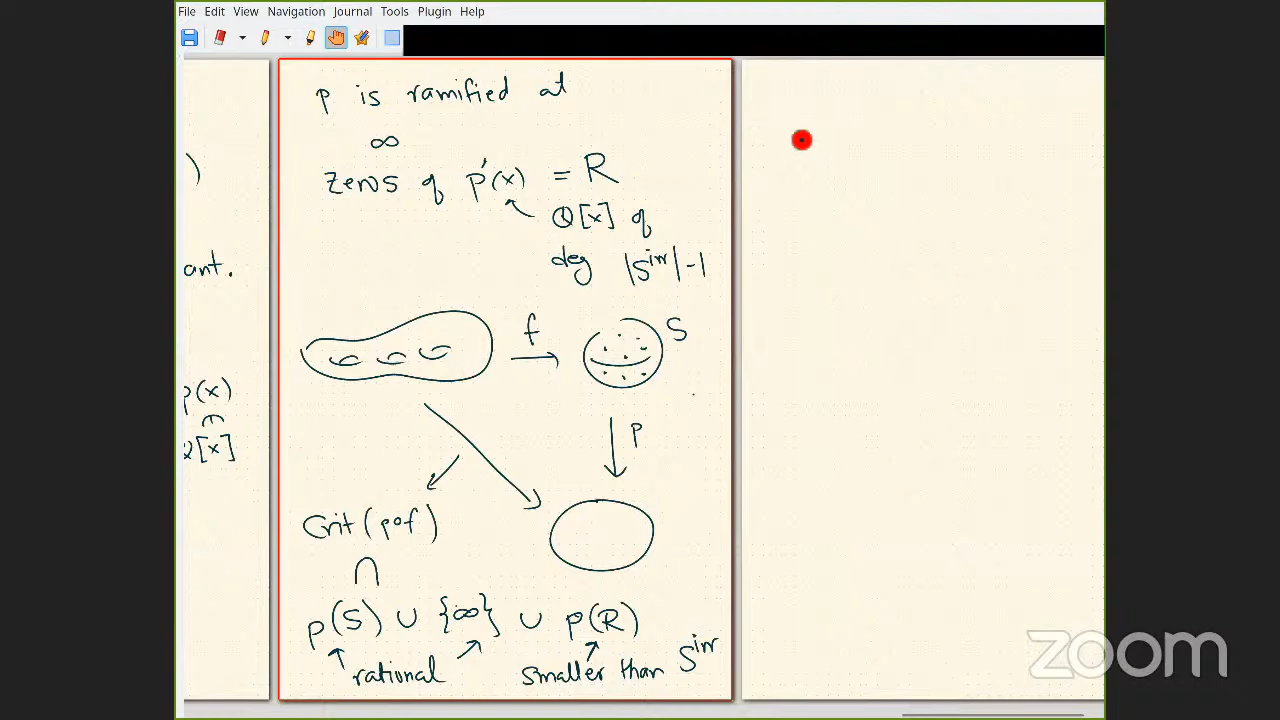 File Edit View Navigation Journal Tools Plugin Help
p is ramified at
∞
zeros of p'(x) = R
Q[x] of
deg |S^irr| - 1
)
ant.
p(x)
[x]
f
S
p
Crit(p∘f)
∩
p(S) ∪ {∞} ∪ p(R)
rational
smaller than S^irr
zoom